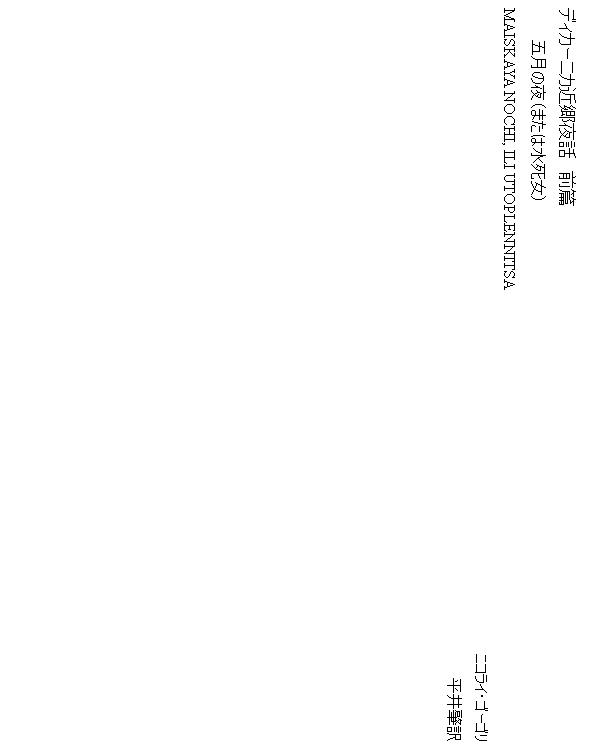 ディカーニカ近郷夜話　前篇
五月の夜（または水死女）
MAISKAYA NOCHI, ILI UTOPLENNITSA
ニコライ・ゴーゴリ
平井肇訳